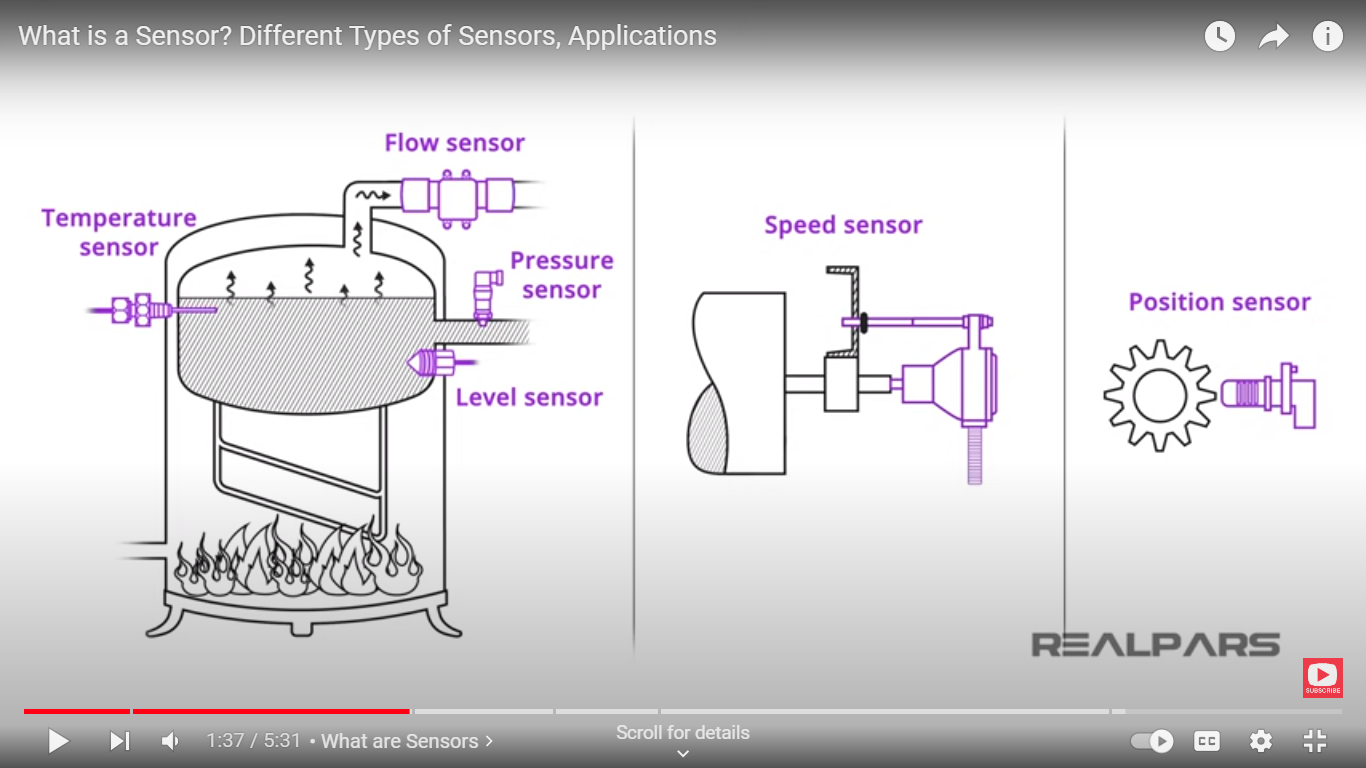 What is a Sensor? Different Types of Sensors, Applications
Flow sensor
Temperature
sensor
Pressure
sensor
Level sensor
Speed sensor
Position sensor
REALPARS
SUBSCRIBE
1:37 / 5:31 • What are Sensors
Scroll for details
CC